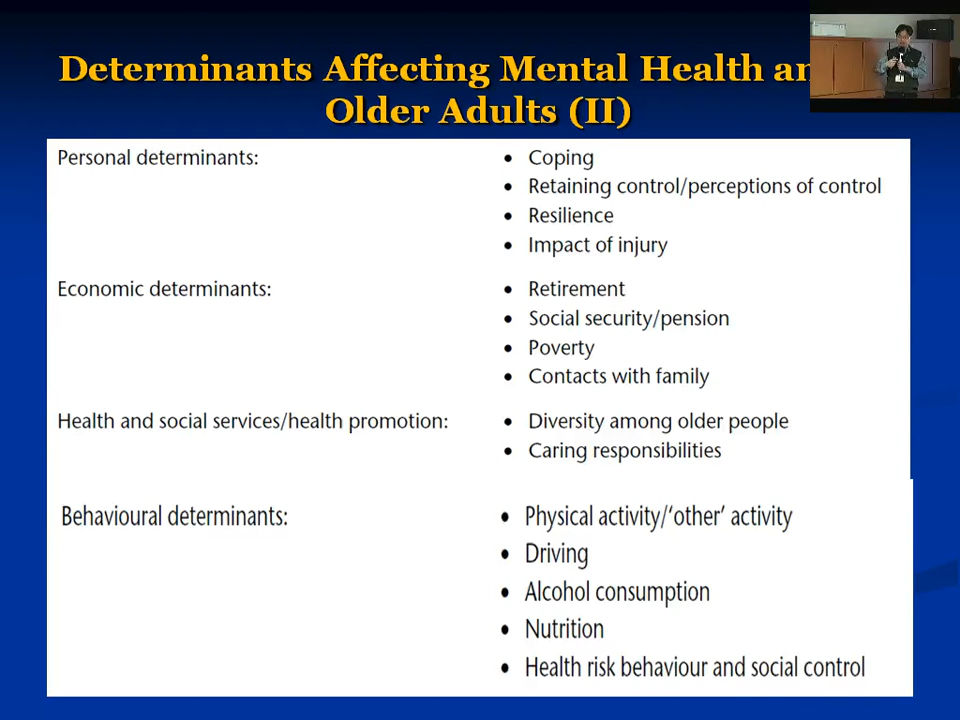 Determinants Affecting Mental Health an
Older Adults (II)
Personal determinants:
• Coping
• Retaining control/perceptions of control
• Resilience
• Impact of injury
Economic determinants:
• Retirement
• Social security/pension
• Poverty
• Contacts with family
Health and social services/health promotion:
• Diversity among older people
• Caring responsibilities
Behavioural determinants:
• Physical activity/‘other’ activity
• Driving
• Alcohol consumption
• Nutrition
• Health risk behaviour and social control